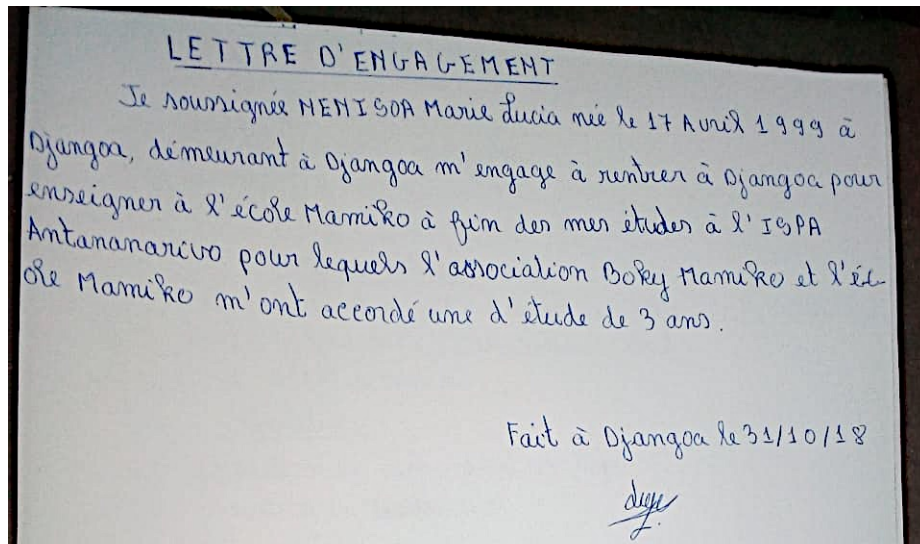 LETTRE D'ENGAGEMENT
Je soussignée NENISOA Marie Lucia née le 17 Avril 1999 à
Djangoa, démeurant à Djangoa m'engage à rentrer à Djangoa pour
enseigner à l'école Mamiko à fin des mes études à l'ISPA
Antananarivo pour lequels l'association Boky Mamiko et l'éc-
ole Mamiko m'ont accordé une d'étude de 3 ans.
Fait à Djangoa le 31/10/18